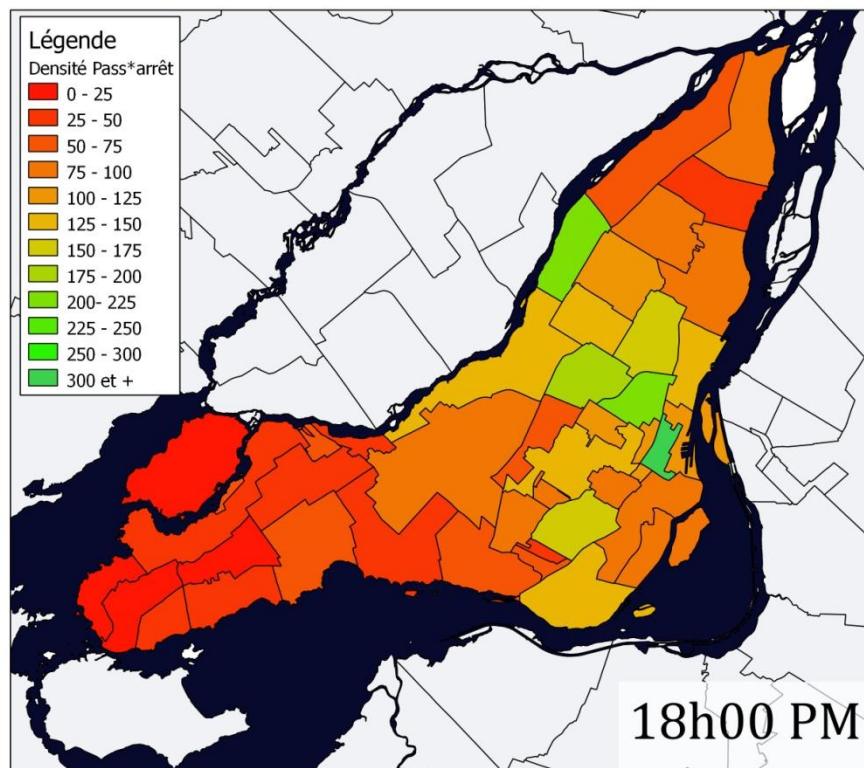 Légende
Densité Pass*arrêt
0 - 25
25 - 50
50 - 75
75 - 100
100 - 125
125 - 150
150 - 175
175 - 200
200- 225
225 - 250
250 - 300
300 et +
18h00 PM